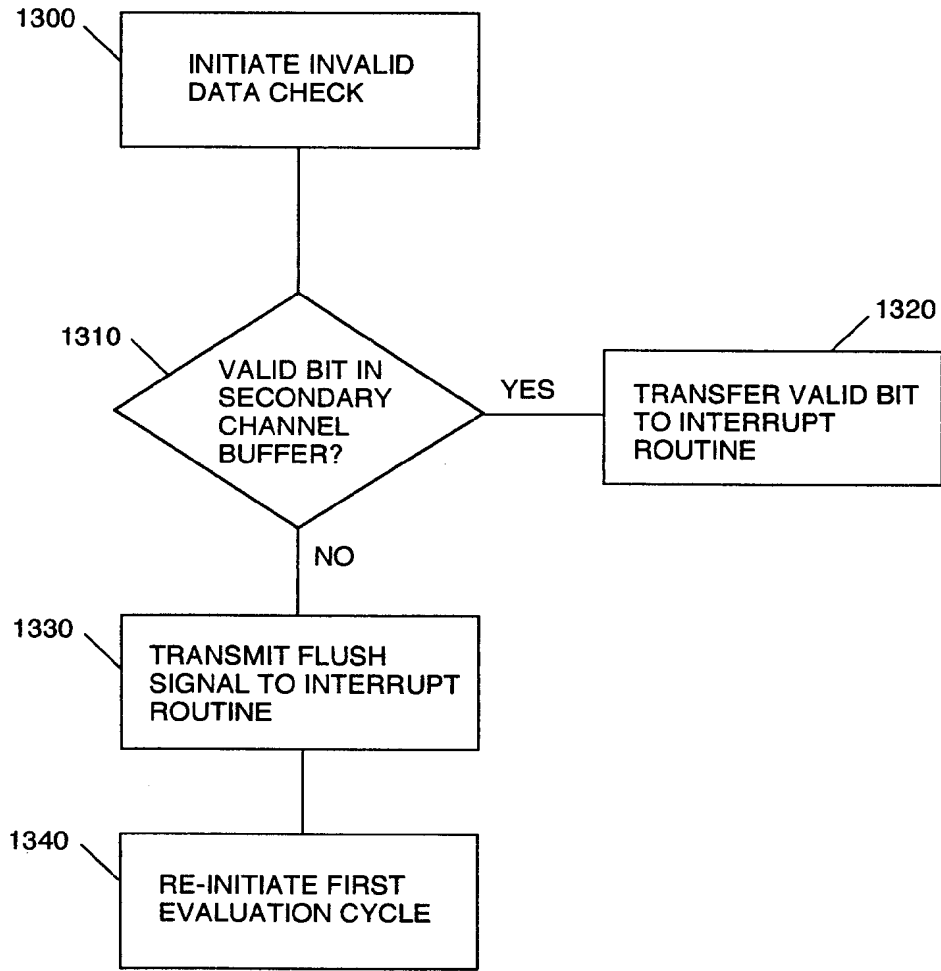 1300
INITIATE INVALID
DATA CHECK
1310
VALID BIT IN
SECONDARY
CHANNEL
BUFFER?
YES
1320
TRANSFER VALID BIT
TO INTERRUPT
ROUTINE
NO
1330
TRANSMIT FLUSH
SIGNAL TO INTERRUPT
ROUTINE
1340
RE-INITIATE FIRST
EVALUATION CYCLE